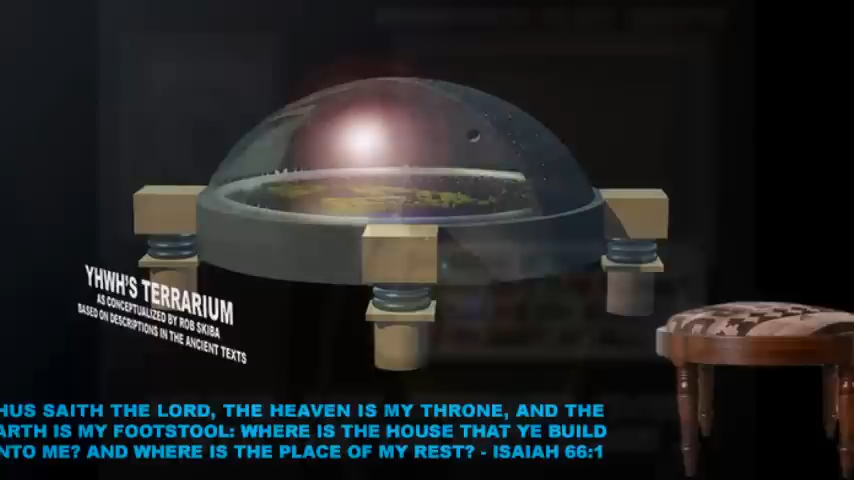 YHWH'S TERRARIUM
AS CONCEPTUALIZED BY ROB SKIBA
BASED ON DESCRIPTIONS IN THE ANCIENT TEXTS
HUS SAITH THE LORD, THE HEAVEN IS MY THRONE, AND THE
ARTH IS MY FOOTSTOOL: WHERE IS THE HOUSE THAT YE BUILD
NTO ME? AND WHERE IS THE PLACE OF MY REST? - ISAIAH 66:1